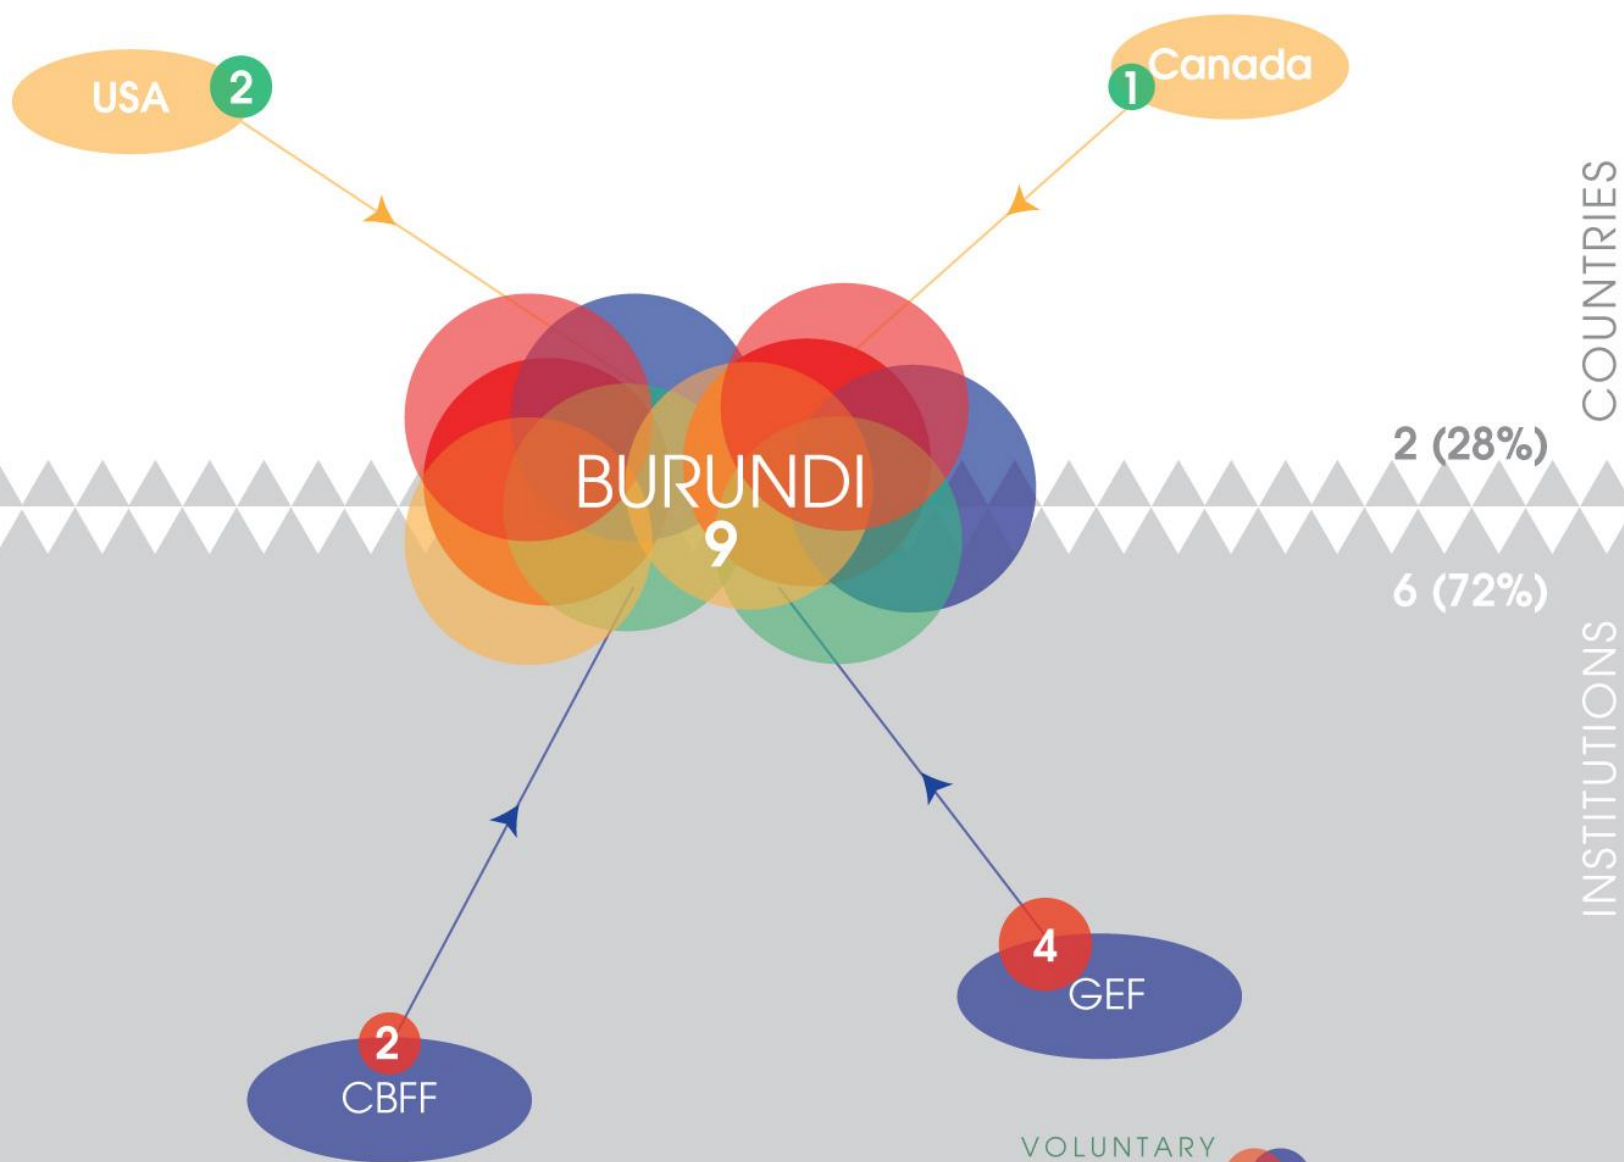 USA 2
1 Canada
COUNTRIES
2 (28%)
BURUNDI
9
6 (72%)
INSTITUTIONS
4
GEF
2
CBFF
VOLUNTARY